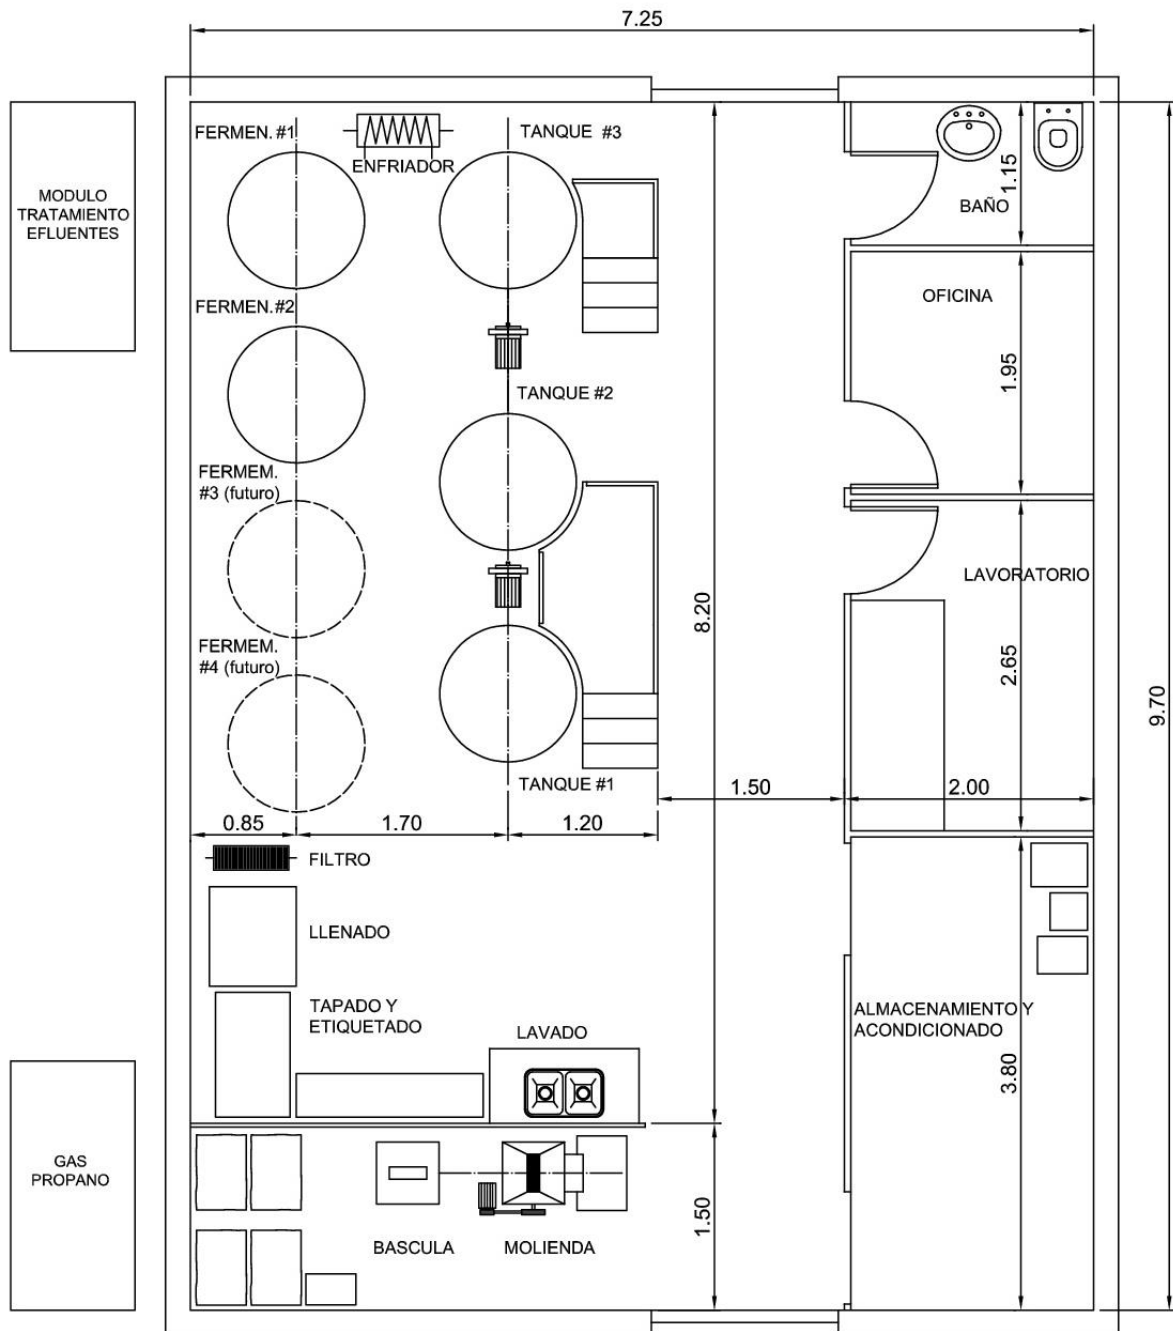 7.25
FERMEN. #1
TANQUE #3
ENFRIADOR
MODULO
TRATAMIENTO
EFLUENTES
1.15
BAÑO
FERMEN. #2
OFICINA
1.95
TANQUE #2
FERMEM.
#3 (futuro)
LAVORATORIO
8.20
2.65
9.70
FERMEM.
#4 (futuro)
TANQUE #1
1.50
2.00
0.85
1.70
1.20
FILTRO
LLENADO
TAPADO Y
ETIQUETADO
ALMACENAMIENTO Y
ACONDICIONADO
LAVADO
3.80
GAS
PROPANO
1.50
BASCULA
MOLIENDA